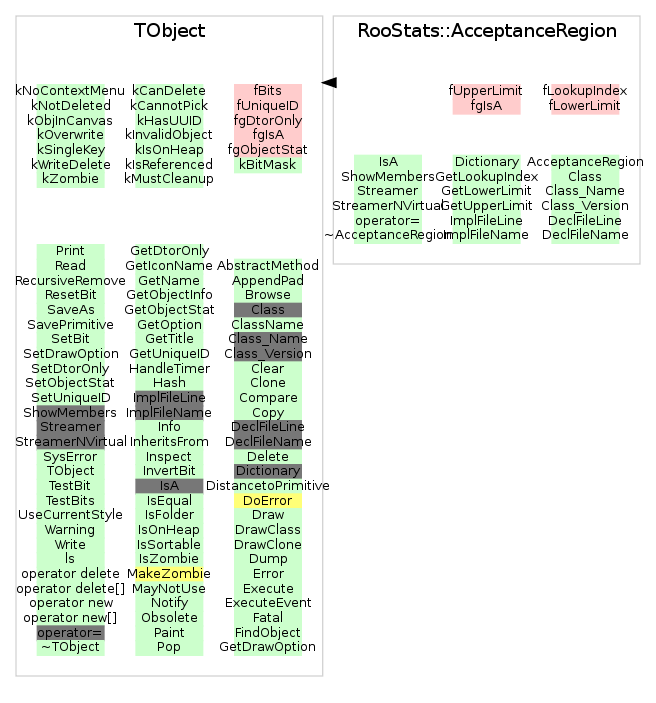 TObject
kNoContextMenu
kNotDeleted
kObjInCanvas
kOverwrite
kSingleKey
kWriteDelete
kZombie
kCanDelete
kCannotPick
kHasUUID
kInvalidObject
kIsOnHeap
kIsReferenced
kMustCleanup
fBits
fUniqueID
fgDtorOnly
fgIsA
fgObjectStat
kBitMask
Print
Read
RecursiveRemove
ResetBit
SaveAs
SavePrimitive
SetBit
SetDrawOption
SetDtorOnly
SetObjectStat
SetUniqueID
ShowMembers
Streamer
StreamerNVirtual
SysError
TObject
TestBit
TestBits
UseCurrentStyle
Warning
Write
ls
operator delete
operator delete[]
operator new
operator new[]
operator=
~TObject
GetDtorOnly
GetIconName
GetName
GetObjectInfo
GetObjectStat
GetOption
GetTitle
GetUniqueID
HandleTimer
Hash
ImplFileLine
ImplFileName
Info
InheritsFrom
Inspect
InvertBit
IsA
IsEqual
IsFolder
IsOnHeap
IsSortable
IsZombie
MakeZombie
MayNotUse
Notify
Obsolete
Paint
Pop
AbstractMethod
AppendPad
Browse
Class
ClassName
Class_Name
Class_Version
Clear
Clone
Compare
Copy
DeclFileLine
DeclFileName
Delete
Dictionary
DistancetoPrimitive
DoError
Draw
DrawClass
DrawClone
Dump
Error
Execute
ExecuteEvent
Fatal
FindObject
GetDrawOption
RooStats::AcceptanceRegion
fUpperLimit
fgIsA
fLookupIndex
fLowerLimit
IsA
ShowMembers
Streamer
StreamerNVirtual
operator=
~AcceptanceRegion
Dictionary
GetLookupIndex
GetLowerLimit
GetUpperLimit
ImplFileLine
ImplFileName
AcceptanceRegion
Class
Class_Name
Class_Version
DeclFileLine
DeclFileName